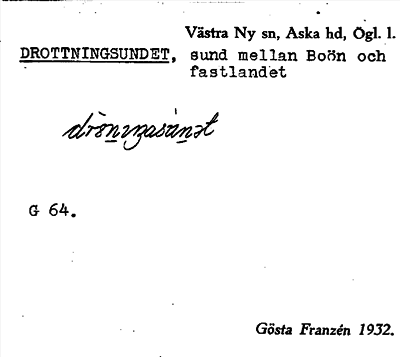 Västra Ny sn, Aska hd, Ögl. l.
DROTTNINGSUNDET, sund mellan Boön och
fastlandet
G 64.
Gösta Franzén 1932.